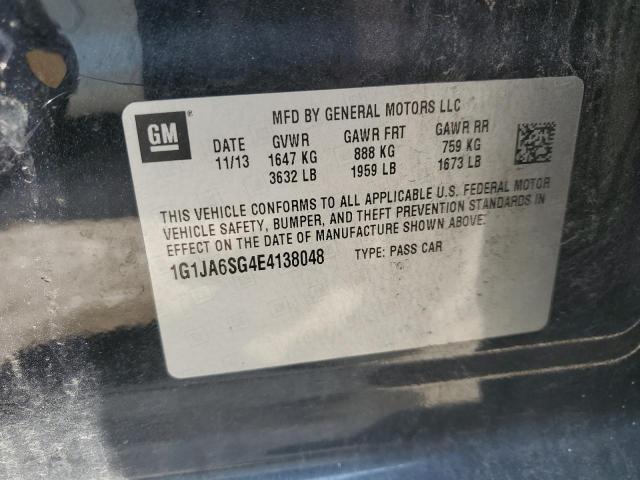 MFD BY GENERAL MOTORS LLC
GM
DATE GVWR GAWR FRT GAWR RR
11/13 1647 KG 888 KG 759 KG
3632 LB 1959 LB 1673 LB
THIS VEHICLE CONFORMS TO ALL APPLICABLE U.S. FEDERAL MOTOR
VEHICLE SAFETY, BUMPER, AND THEFT PREVENTION STANDARDS IN
EFFECT ON THE DATE OF MANUFACTURE SHOWN ABOVE.
1G1JA6SG4E4138048 TYPE: PASS CAR